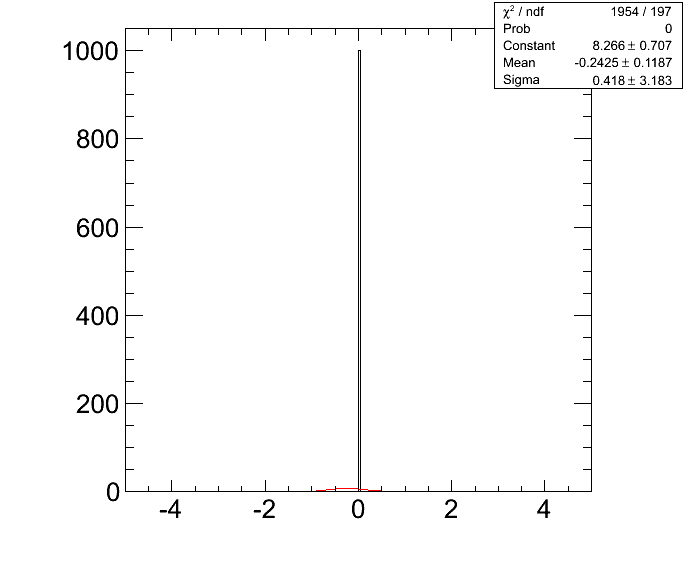 χ² / ndf 1954 / 197
Prob 0
Constant 8.266 ± 0.707
Mean -0.2425 ± 0.1187
Sigma 0.418 ± 3.183
1000
800
600
400
200
0
-4 -2 0 2 4